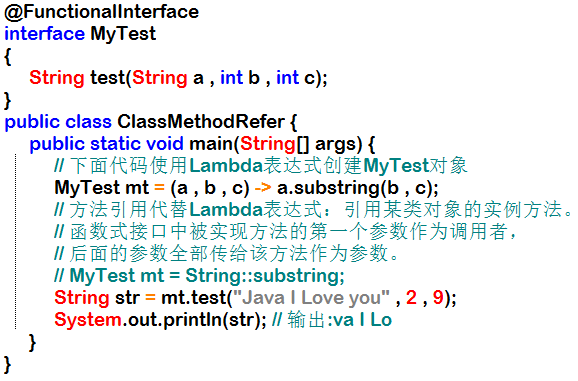 @FunctionalInterface
interface MyTest
{
String test(String a , int b , int c);
}
public class ClassMethodRefer {
public static void main(String[] args) {
// 下面代码使用Lambda表达式创建MyTest对象
MyTest mt = (a , b , c) -> a.substring(b , c);
// 方法引用代替Lambda表达式：引用某类对象的实例方法。
// 函数式接口中被实现方法的第一个参数作为调用者，
// 后面的参数全部传给该方法作为参数。
// MyTest mt = String::substring;
String str = mt.test("Java I Love you" , 2 , 9);
System.out.println(str); // 输出:va I Lo
}
}